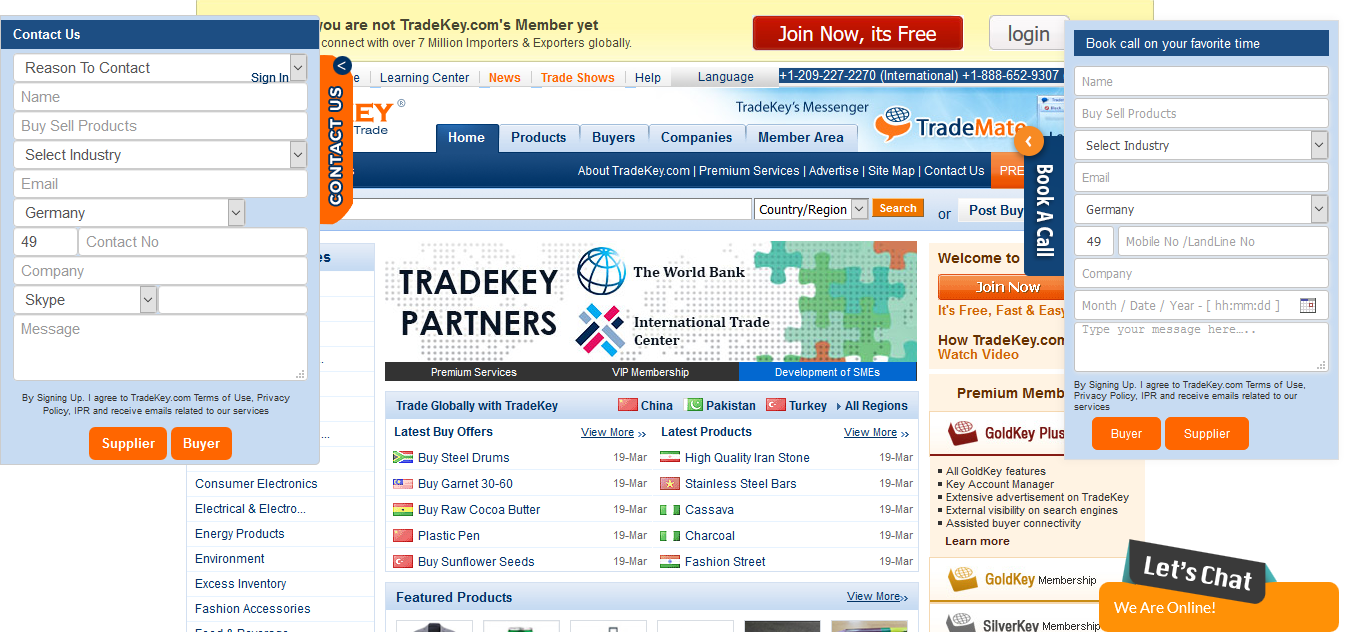 you are not TradeKey.com's Member yet
connect with over 7 Million Importers & Exporters globally.
Join Now, its Free
login
Contact Us
Reason To Contact
Sign In
Name
Buy Sell Products
Select Industry
Email
Germany
49
Contact No
Company
Skype
Message
By Signing Up. I agree to TradeKey.com Terms of Use, Privacy
Policy, IPR and receive emails related to our services
Supplier
Buyer
<
CONTACT US
Learning Center
News
Trade Shows
Help
Language
+1-209-227-2270 (International) +1-888-652-9307
KEY ®
Trade
TradeKey's Messenger
TradeMate
Home
Products
Buyers
Companies
Member Area
About TradeKey.com | Premium Services | Advertise | Site Map | Contact Us
PRE
Country/Region
Search
or
Post Buy
TRADEKEY
PARTNERS
The World Bank
International Trade
Center
Premium Services
VIP Membership
Development of SMEs
Trade Globally with TradeKey
China
Pakistan
Turkey
All Regions
Latest Buy Offers
View More »
Buy Steel Drums 19-Mar
Buy Garnet 30-60 19-Mar
Buy Raw Cocoa Butter 19-Mar
Plastic Pen 19-Mar
Buy Sunflower Seeds 19-Mar
Latest Products
View More »
High Quality Iran Stone 19-Mar
Stainless Steel Bars 19-Mar
Cassava 19-Mar
Charcoal 19-Mar
Fashion Street 19-Mar
Featured Products
View More»
Consumer Electronics
Electrical & Electro...
Energy Products
Environment
Excess Inventory
Fashion Accessories
Welcome to
Join Now
It's Free, Fast & Easy
How TradeKey.com
Watch Video
Premium Memb
GoldKey Plus
All GoldKey features
Key Account Manager
Extensive advertisement on TradeKey
External visibility on search engines
Assisted buyer connectivity
Learn more
GoldKey Membership
SilverKey Membership
Book A Call
Book call on your favorite time
Name
Buy Sell Products
Select Industry
Email
Germany
49
Mobile No /LandLine No
Company
Month / Date / Year - [ hh:mm:dd ]
Type your message here.....
By Signing Up. I agree to TradeKey.com Terms of Use,
Privacy Policy, IPR and receive emails related to our
services
Buyer
Supplier
Let's Chat
We Are Online!